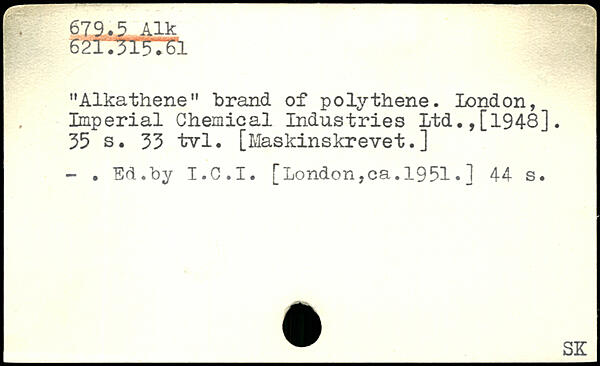 679.5 Alk
621.315.61
"Alkathene" brand of polythene. London,
Imperial Chemical Industries Ltd.,[1948].
35 s. 33 tvl. [Maskinskrevet.]
- . Ed.by I.C.I. [London,ca.1951.] 44 s.
SK